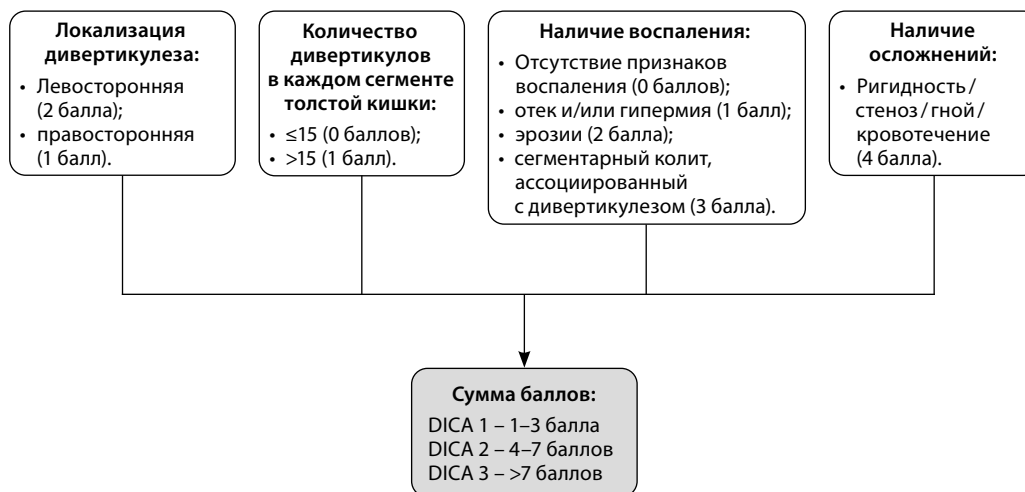 Локализация
дивертикулеза:
• Левосторонняя
(2 балла);
• правосторонняя
(1 балл).
Количество
дивертикулов
в каждом сегменте
толстой кишки:
• ≤15 (0 баллов);
• >15 (1 балл).
Наличие воспаления:
• Отсутствие признаков
воспаления (0 баллов);
• отек и/или гипермия (1 балл);
• эрозии (2 балла);
• сегментарный колит,
ассоциированный
с дивертикулезом (3 балла).
Наличие
осложнений:
• Ригидность /
стеноз / гной /
кровотечение
(4 балла).
Сумма баллов:
DICA 1 – 1–3 балла
DICA 2 – 4–7 баллов
DICA 3 – >7 баллов